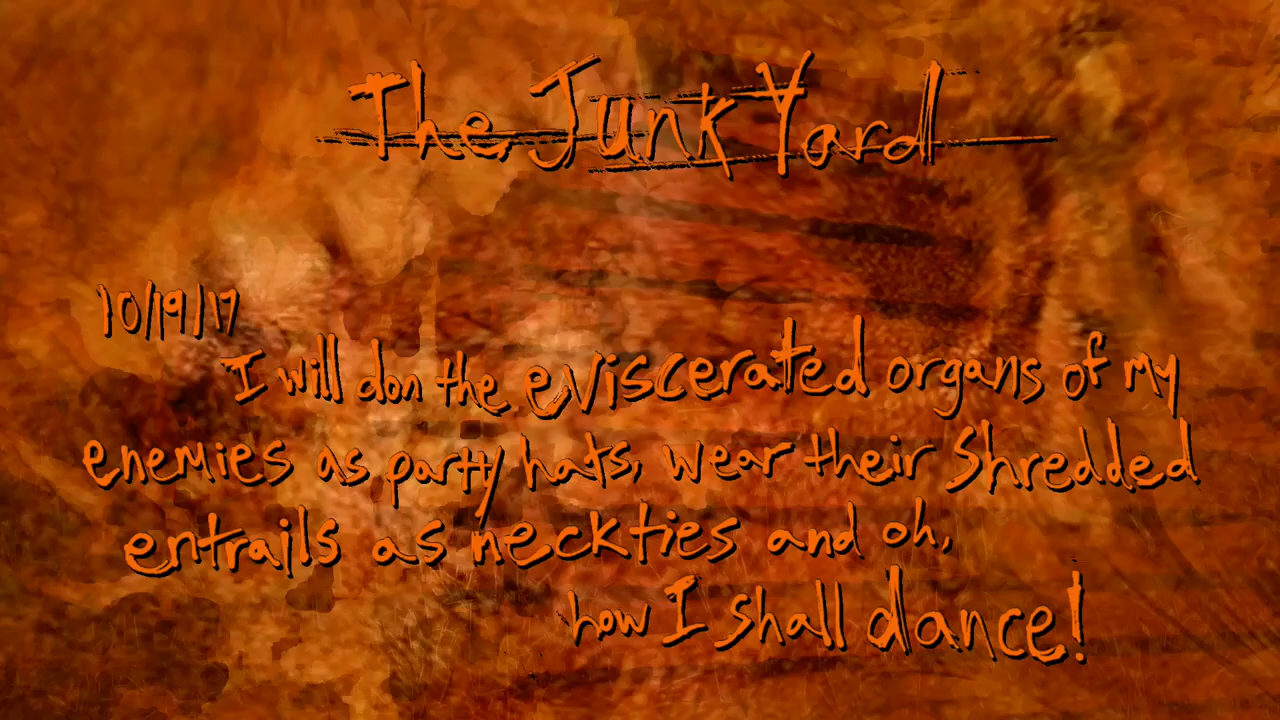 The Junk Yard
10/19/17
I will don the eviscerated organs of my
enemies as party hats, wear their Shredded
entrails as neckties and oh,
how I shall dance!